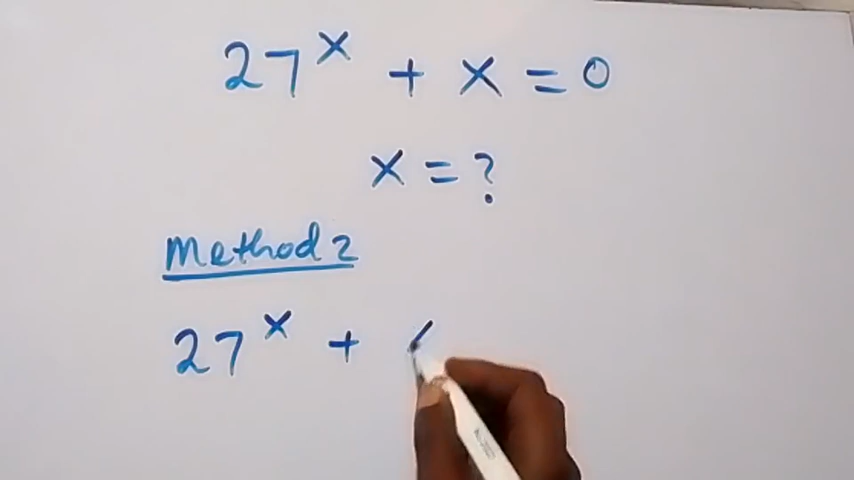 27^x + x = 0
x = ?
Method 2
27^x +